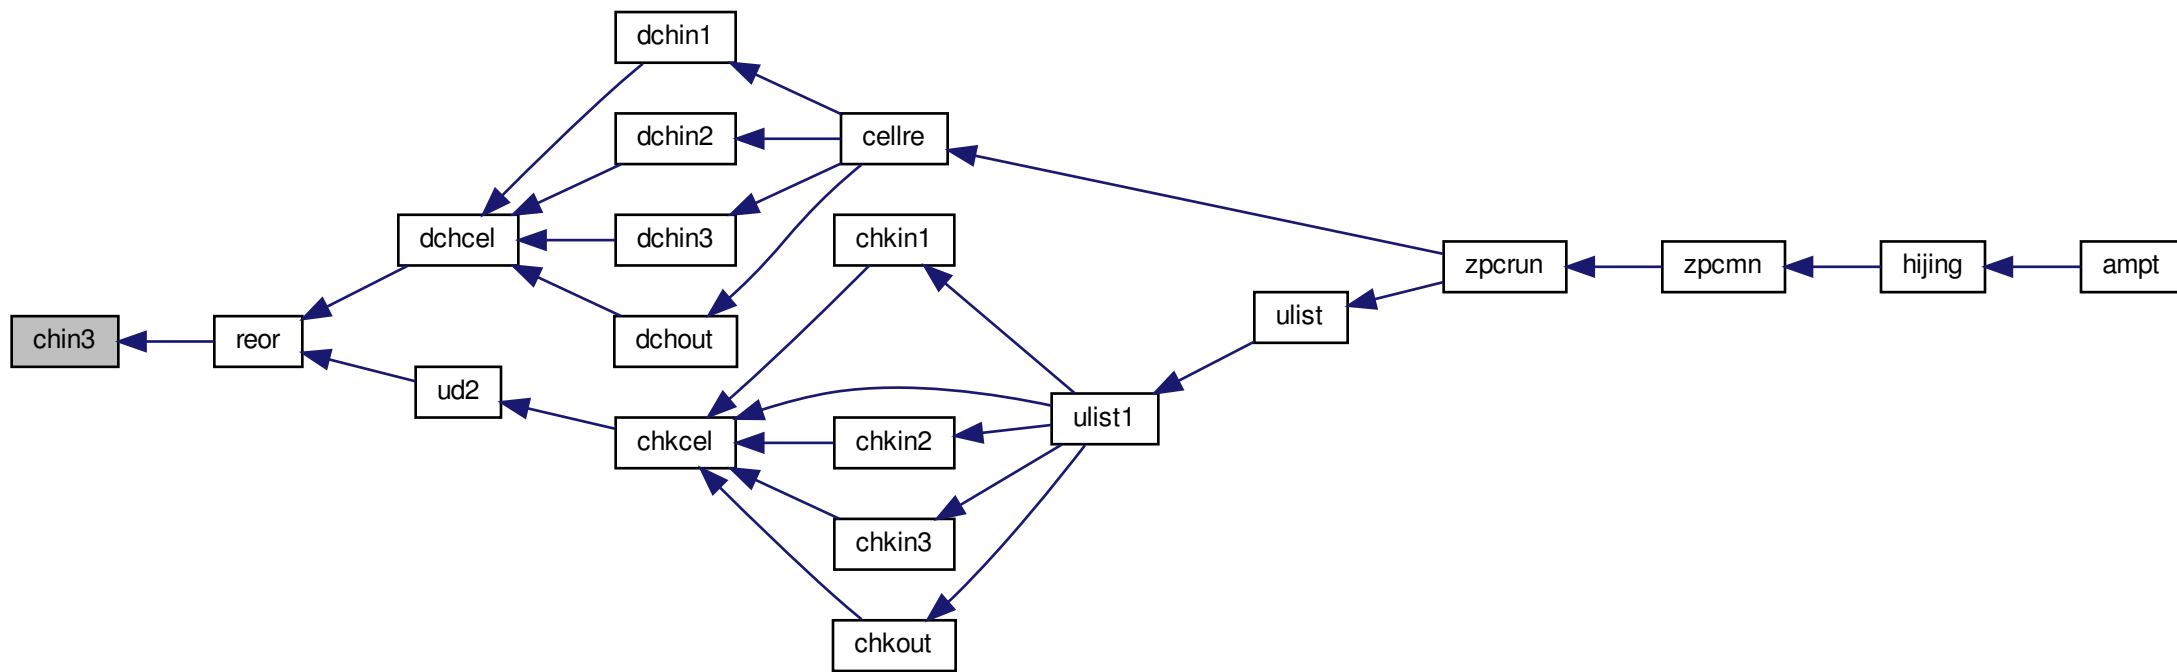 dchin1
dchin2
cellre
dchcel
dchin3
chkin1
zpcrun
zpcmn
hijing
ampt
ulist
chin3
reor
dchout
ud2
ulist1
chkcel
chkin2
chkin3
chkout